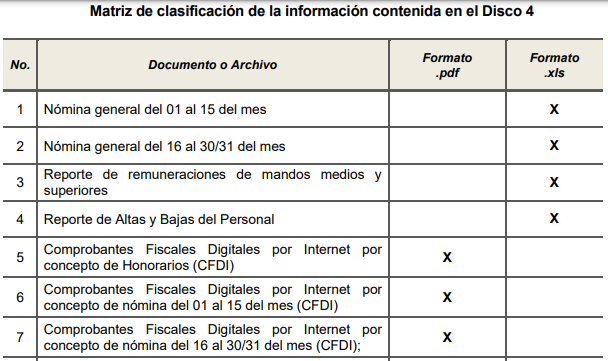 Matriz de clasificación de la información contenida en el Disco 4
No. Documento o Archivo Formato .pdf Formato .xls
1 Nómina general del 01 al 15 del mes X
2 Nómina general del 16 al 30/31 del mes X
3 Reporte de remuneraciones de mandos medios y
superiores X
4 Reporte de Altas y Bajas del Personal X
5 Comprobantes Fiscales Digitales por Internet por
concepto de Honorarios (CFDI) X
6 Comprobantes Fiscales Digitales por Internet por
concepto de nómina del 01 al 15 del mes (CFDI) X
7 Comprobantes Fiscales Digitales por Internet por
concepto de nómina del 16 al 30/31 del mes (CFDI); X